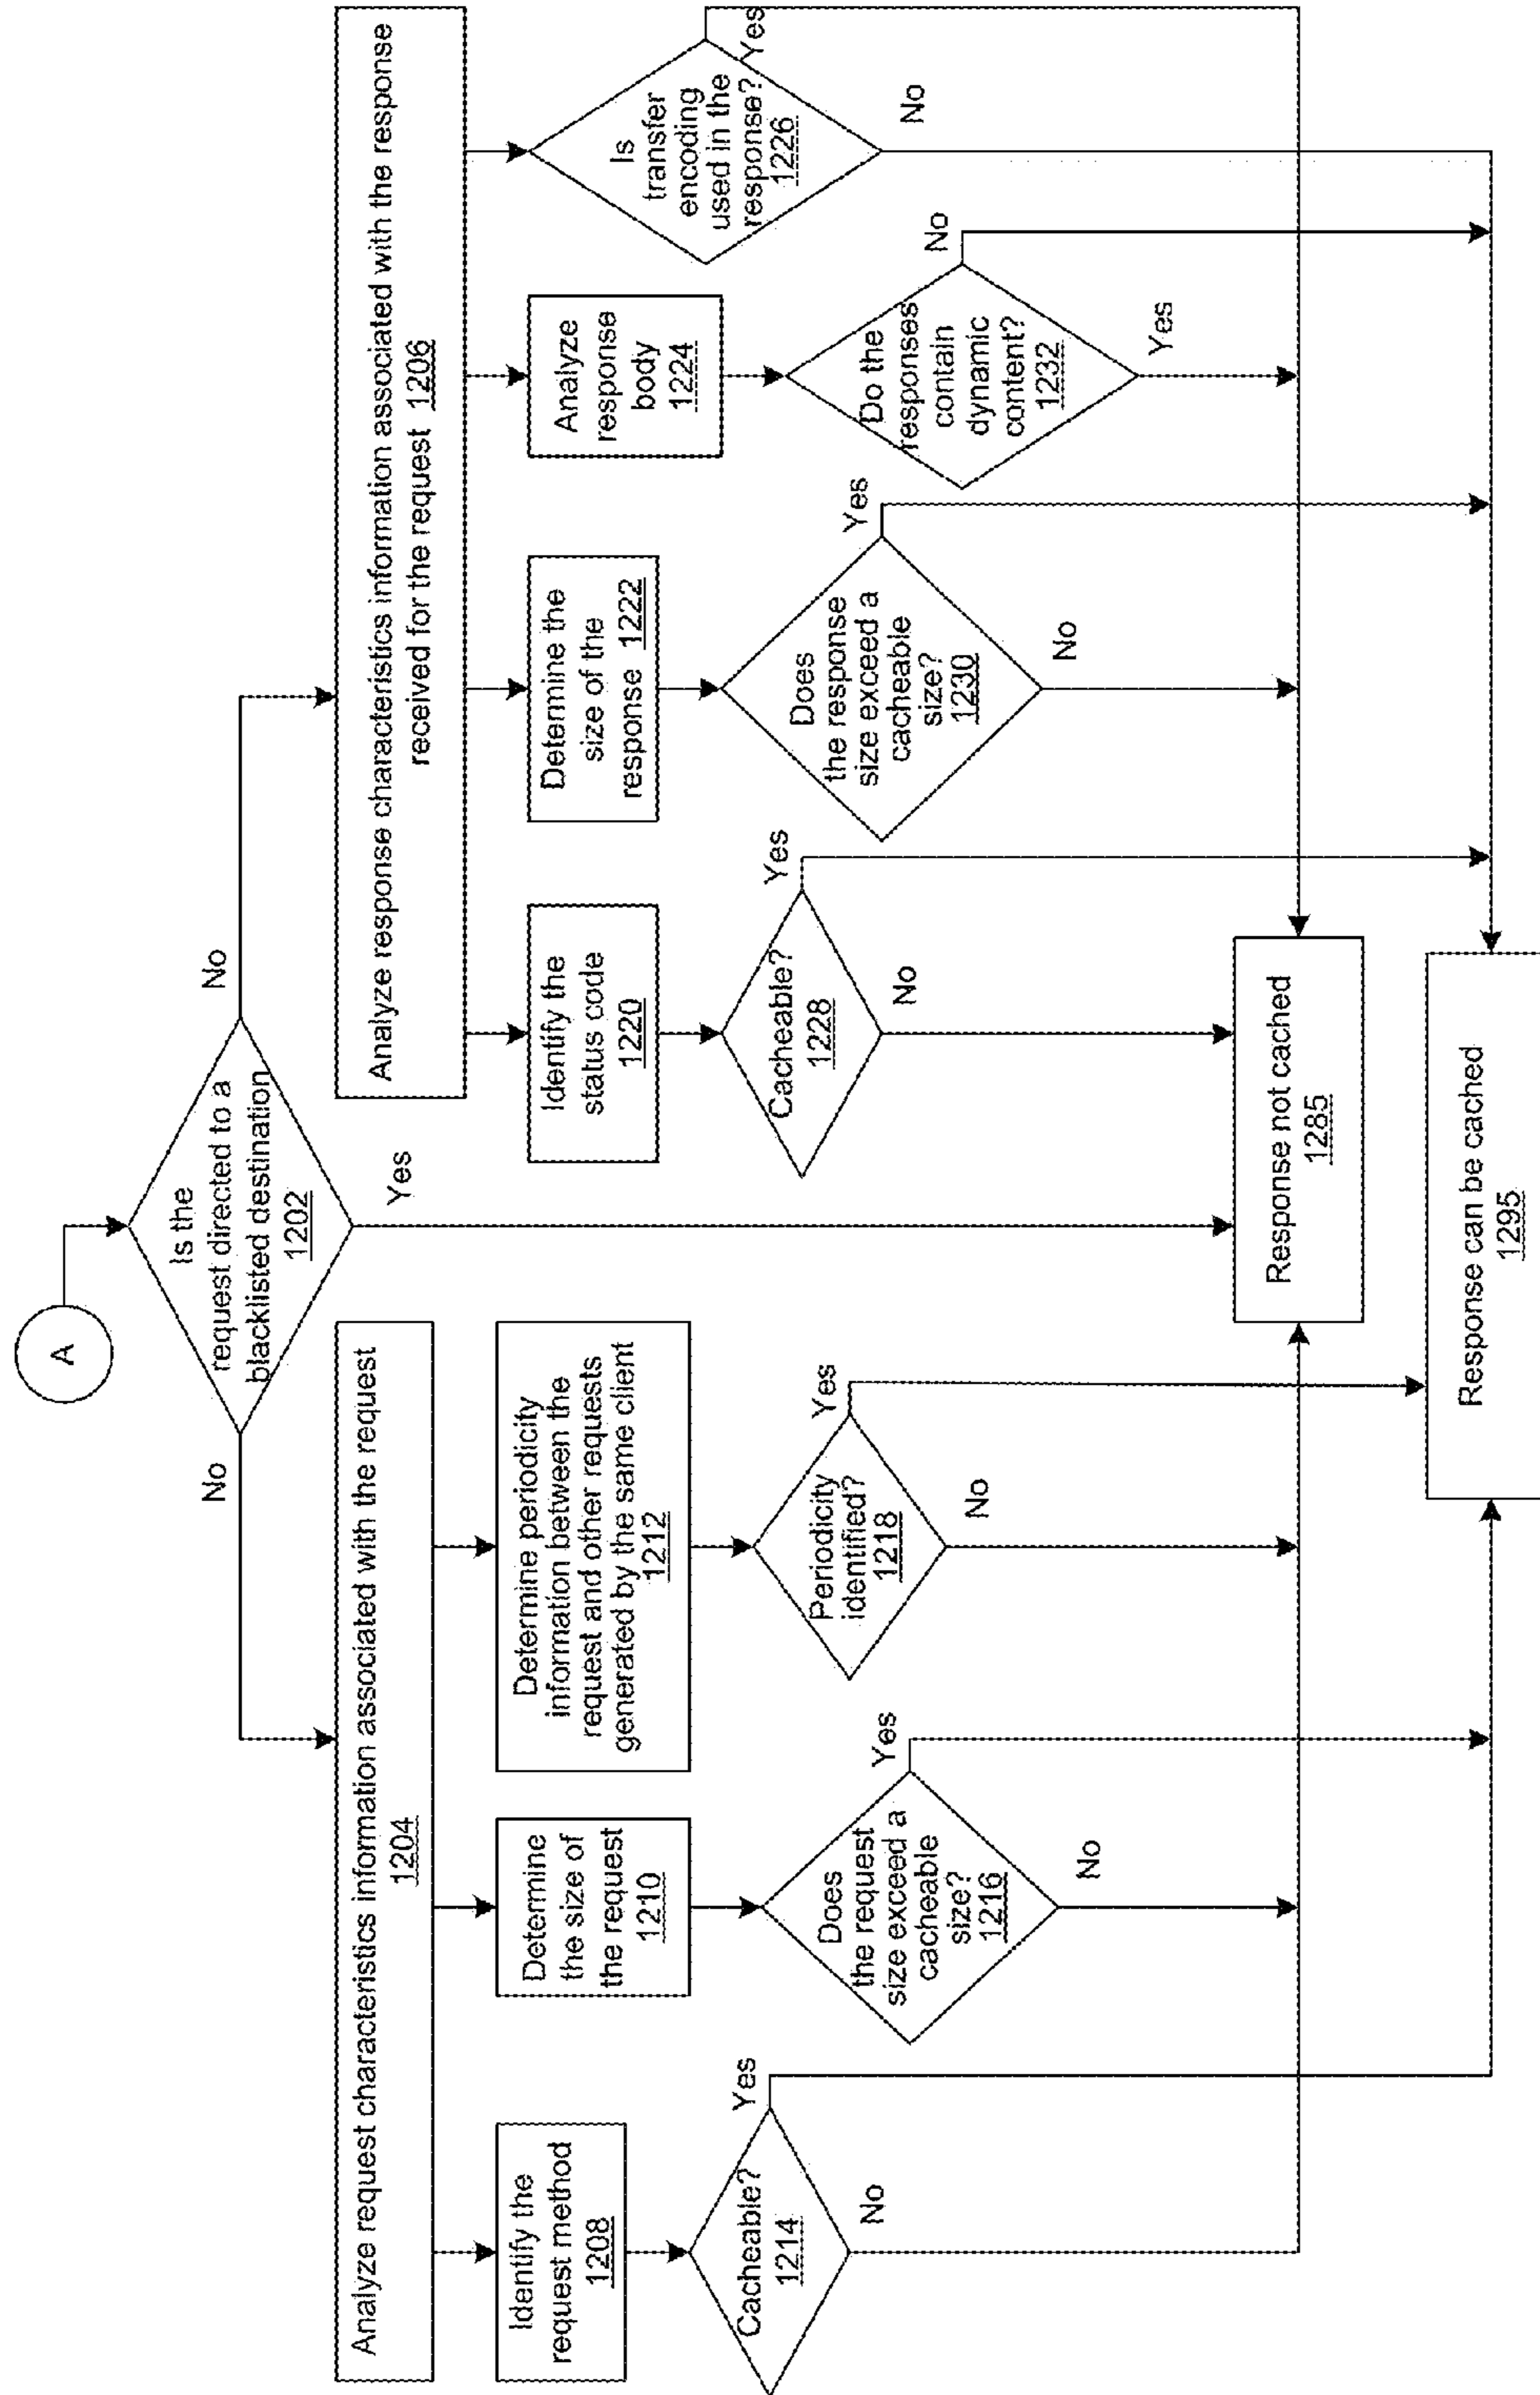 A
Is the
request directed to a
blacklisted destination
1202
No
No
Yes
Analyze request characteristics information associated with the request
1204
Identify the
request method
1208
Determine
the size of
the request
1210
Determine periodicity
information between the
request and other requests
generated by the same client
1212
Cacheable?
1214
Yes
No
Does
the request
size exceed a
cacheable
size?
1216
Yes
No
Periodicity
identified?
1218
Yes
No
Analyze response characteristics information associated with the response
received for the request 1206
Identify the
status code
1220
Determine the
size of the
response 1222
Analyze
response
body
1224
Is
transfer
encoding
used in the
response?
1226
Yes
No
Cacheable?
1228
Yes
No
Does
the response
size exceed a
cacheable
size?
1230
Yes
No
Do the
responses
contain
dynamic
content?
1232
No
Yes
Response not cached
1285
Response can be cached
1295